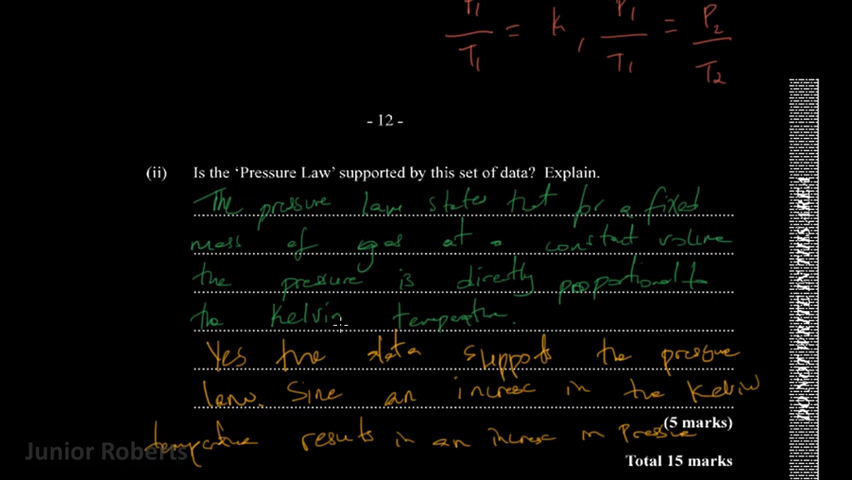 P1/T1 = k, P1/T1 = P2/T2
- 12 -
(ii) Is the 'Pressure Law' supported by this set of data? Explain.
The pressure law states that for a fixed
mass of gas at a constant volume
the pressure is directly proportional to
the Kelvin temperature.
Yes the data supports the pressure
law. Sine an increase in the Kelvin
(5 marks)
temperature results in an increase in Pressure
Junior Roberts
Total 15 marks
DO NOT WRITE IN THIS AREA